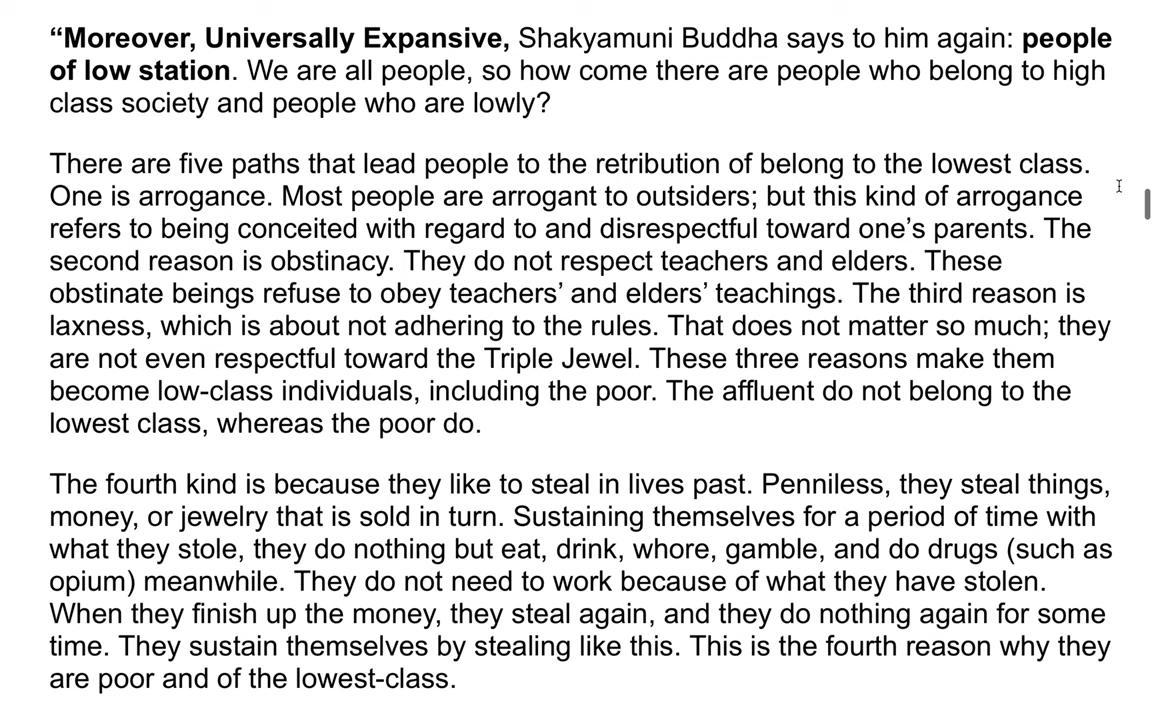 “Moreover, Universally Expansive, Shakyamuni Buddha says to him again: people
of low station. We are all people, so how come there are people who belong to high
class society and people who are lowly?
There are five paths that lead people to the retribution of belong to the lowest class.
One is arrogance. Most people are arrogant to outsiders; but this kind of arrogance
refers to being conceited with regard to and disrespectful toward one’s parents. The
second reason is obstinacy. They do not respect teachers and elders. These
obstinate beings refuse to obey teachers’ and elders’ teachings. The third reason is
laxness, which is about not adhering to the rules. That does not matter so much; they
are not even respectful toward the Triple Jewel. These three reasons make them
become low-class individuals, including the poor. The affluent do not belong to the
lowest class, whereas the poor do.
The fourth kind is because they like to steal in lives past. Penniless, they steal things,
money, or jewelry that is sold in turn. Sustaining themselves for a period of time with
what they stole, they do nothing but eat, drink, whore, gamble, and do drugs (such as
opium) meanwhile. They do not need to work because of what they have stolen.
When they finish up the money, they steal again, and they do nothing again for some
time. They sustain themselves by stealing like this. This is the fourth reason why they
are poor and of the lowest-class.